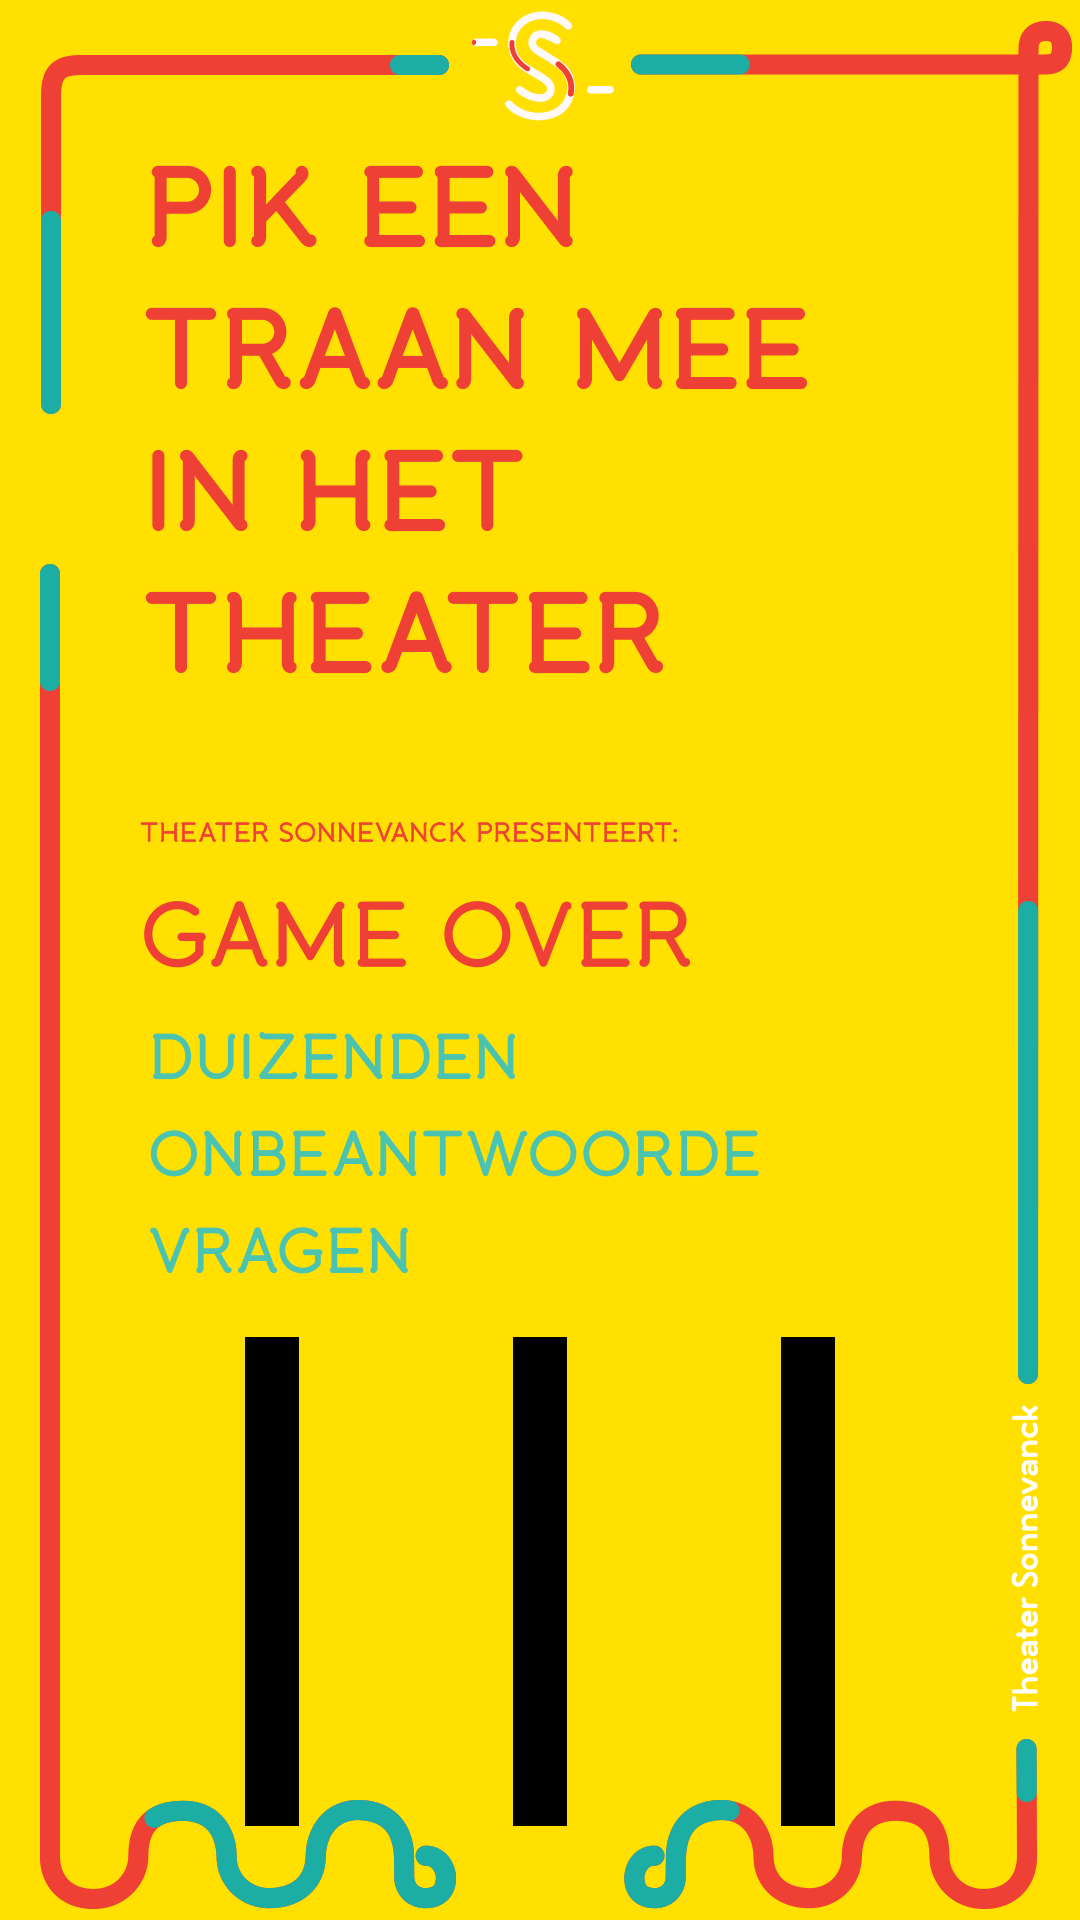 PIK EEN
TRAAN MEE
IN HET
THEATER
THEATER SONNEVANCK PRESENTEERT:
GAME OVER
DUIZENDEN
ONBEANTWOORDE
VRAGEN
Theater Sonnevanck